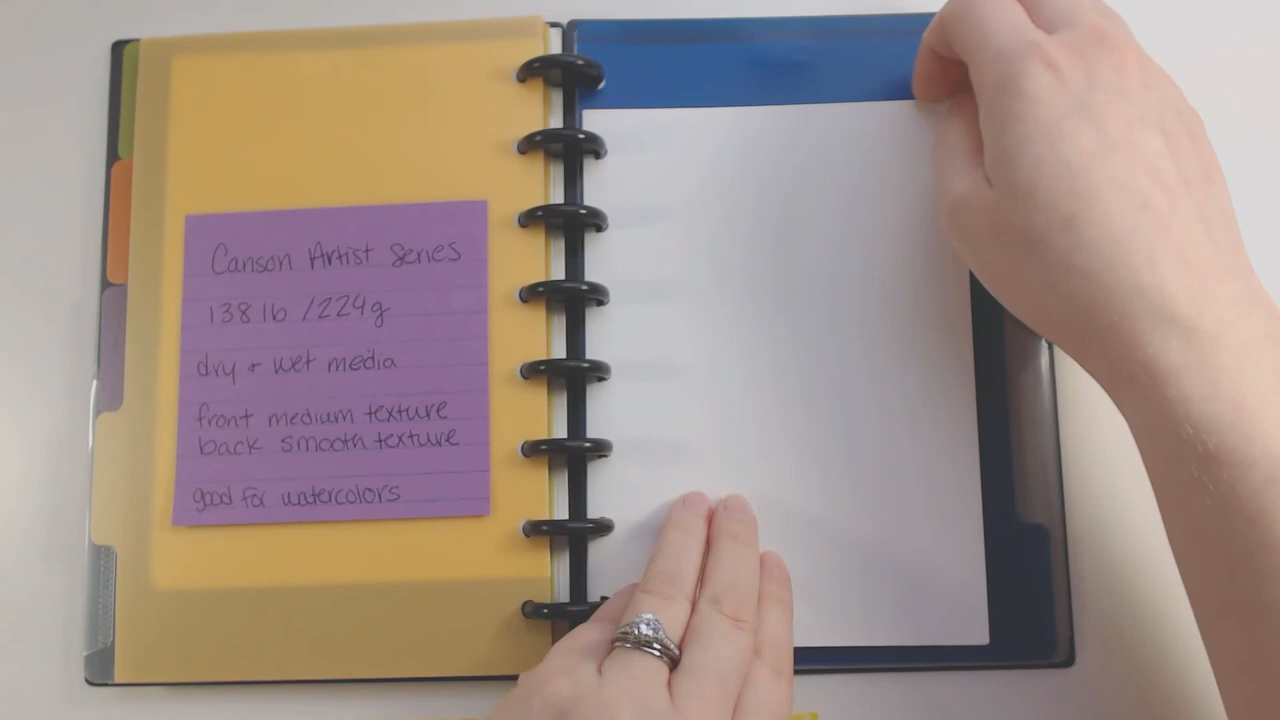 Canson Artist Series
138 lb /224g
dry + wet media
front medium texture
back smooth texture
good for watercolors